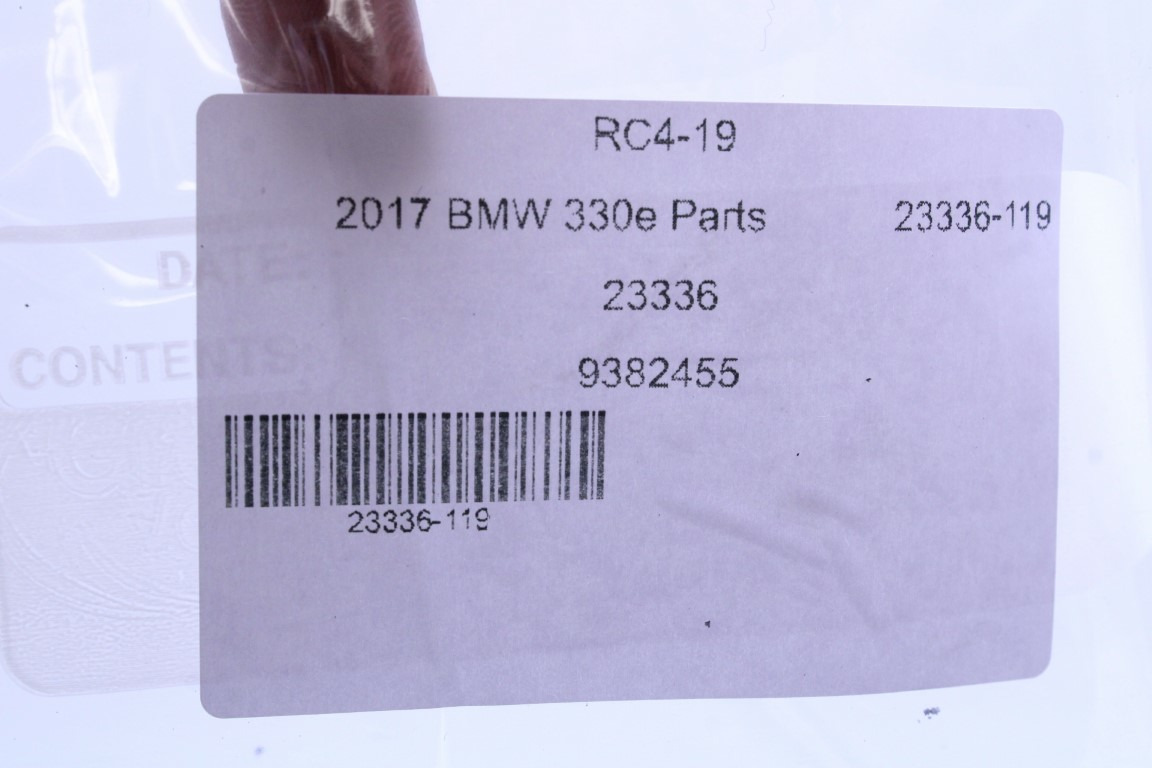 RC4-19
2017 BMW 330e Parts 23336-119
23336
9382455
23336-119
DATE:
CONTENTS: